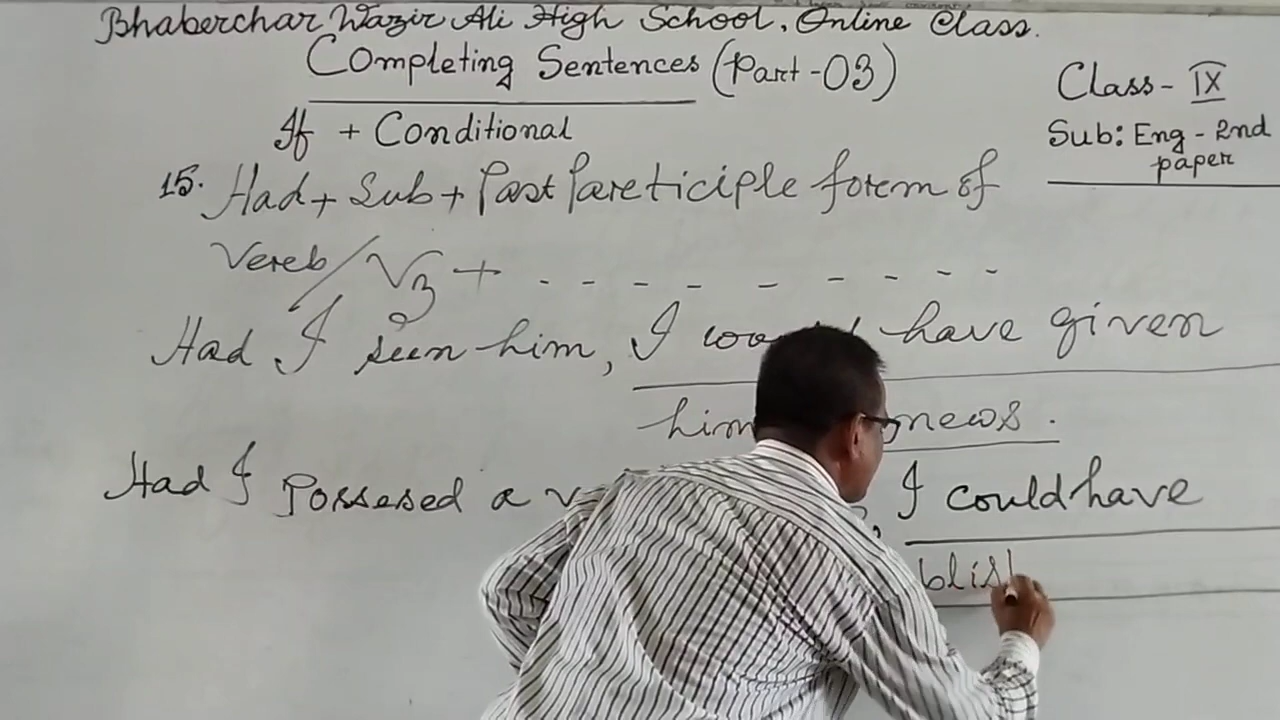 Bhaberchar Wazir Ali High School, Online Class.
Completing Sentences (Part-03)
Class- IX
If + Conditional
Sub: Eng - 2nd
paper
15. Had + Sub + Past Pareticiple forem of
Vereb/V3 + - - - - - - - - - -
Had I seen him, I have given
him news.
Had I Possesed a , I could have